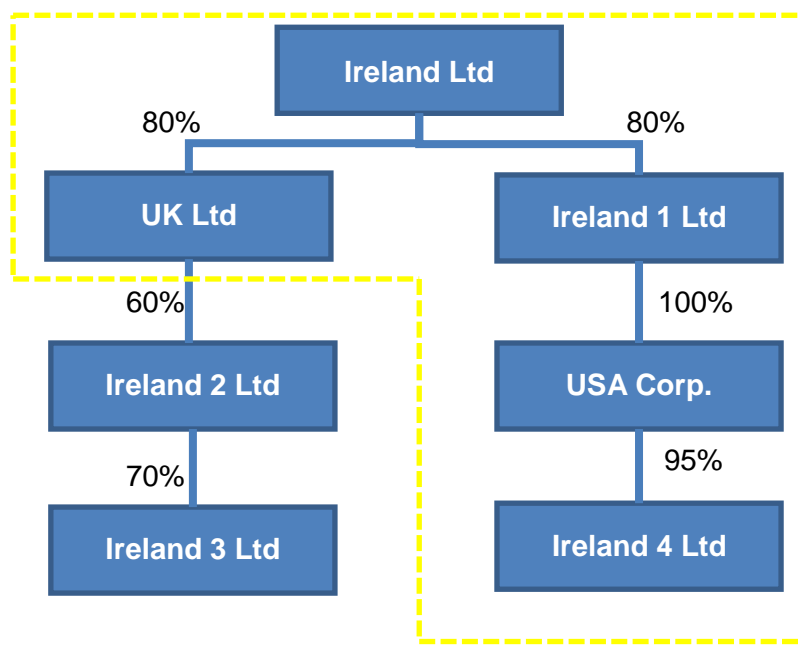 Ireland Ltd
80%
80%
UK Ltd
Ireland 1 Ltd
60%
100%
Ireland 2 Ltd
USA Corp.
70%
95%
Ireland 3 Ltd
Ireland 4 Ltd